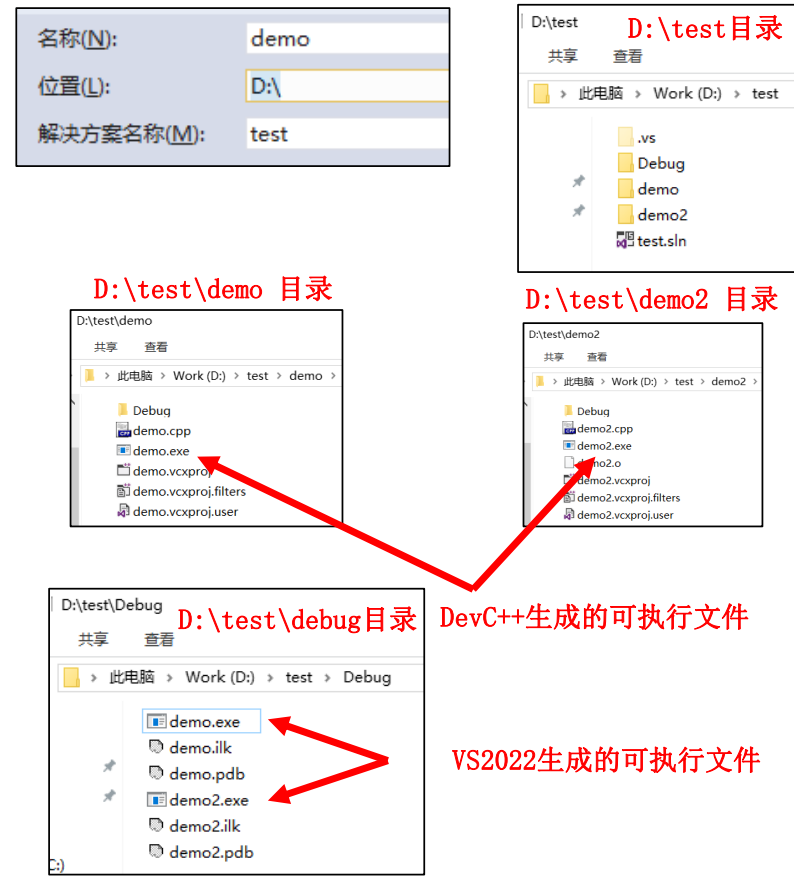 名称(N):
demo
位置(L):
D:\
解决方案名称(M):
test
D:\test
D:\test目录
共享 查看
此电脑 > Work (D:) > test
.vs
Debug
demo
demo2
test.sln
D:\test\demo 目录
D:\test\demo
共享 查看
此电脑 > Work (D:) > test > demo >
Debug
demo.cpp
demo.exe
demo.vcxproj
demo.vcxproj.filters
demo.vcxproj.user
D:\test\demo2 目录
D:\test\demo2
共享 查看
此电脑 > Work (D:) > test > demo2 >
Debug
demo2.cpp
demo2.exe
demo2.o
demo2.vcxproj
demo2.vcxproj.filters
demo2.vcxproj.user
DevC++生成的可执行文件
D:\test\Debug
D:\test\debug目录
共享 查看
此电脑 > Work (D:) > test > Debug
demo.exe
demo.ilk
demo.pdb
demo2.exe
demo2.ilk
demo2.pdb
C:)
VS2022生成的可执行文件